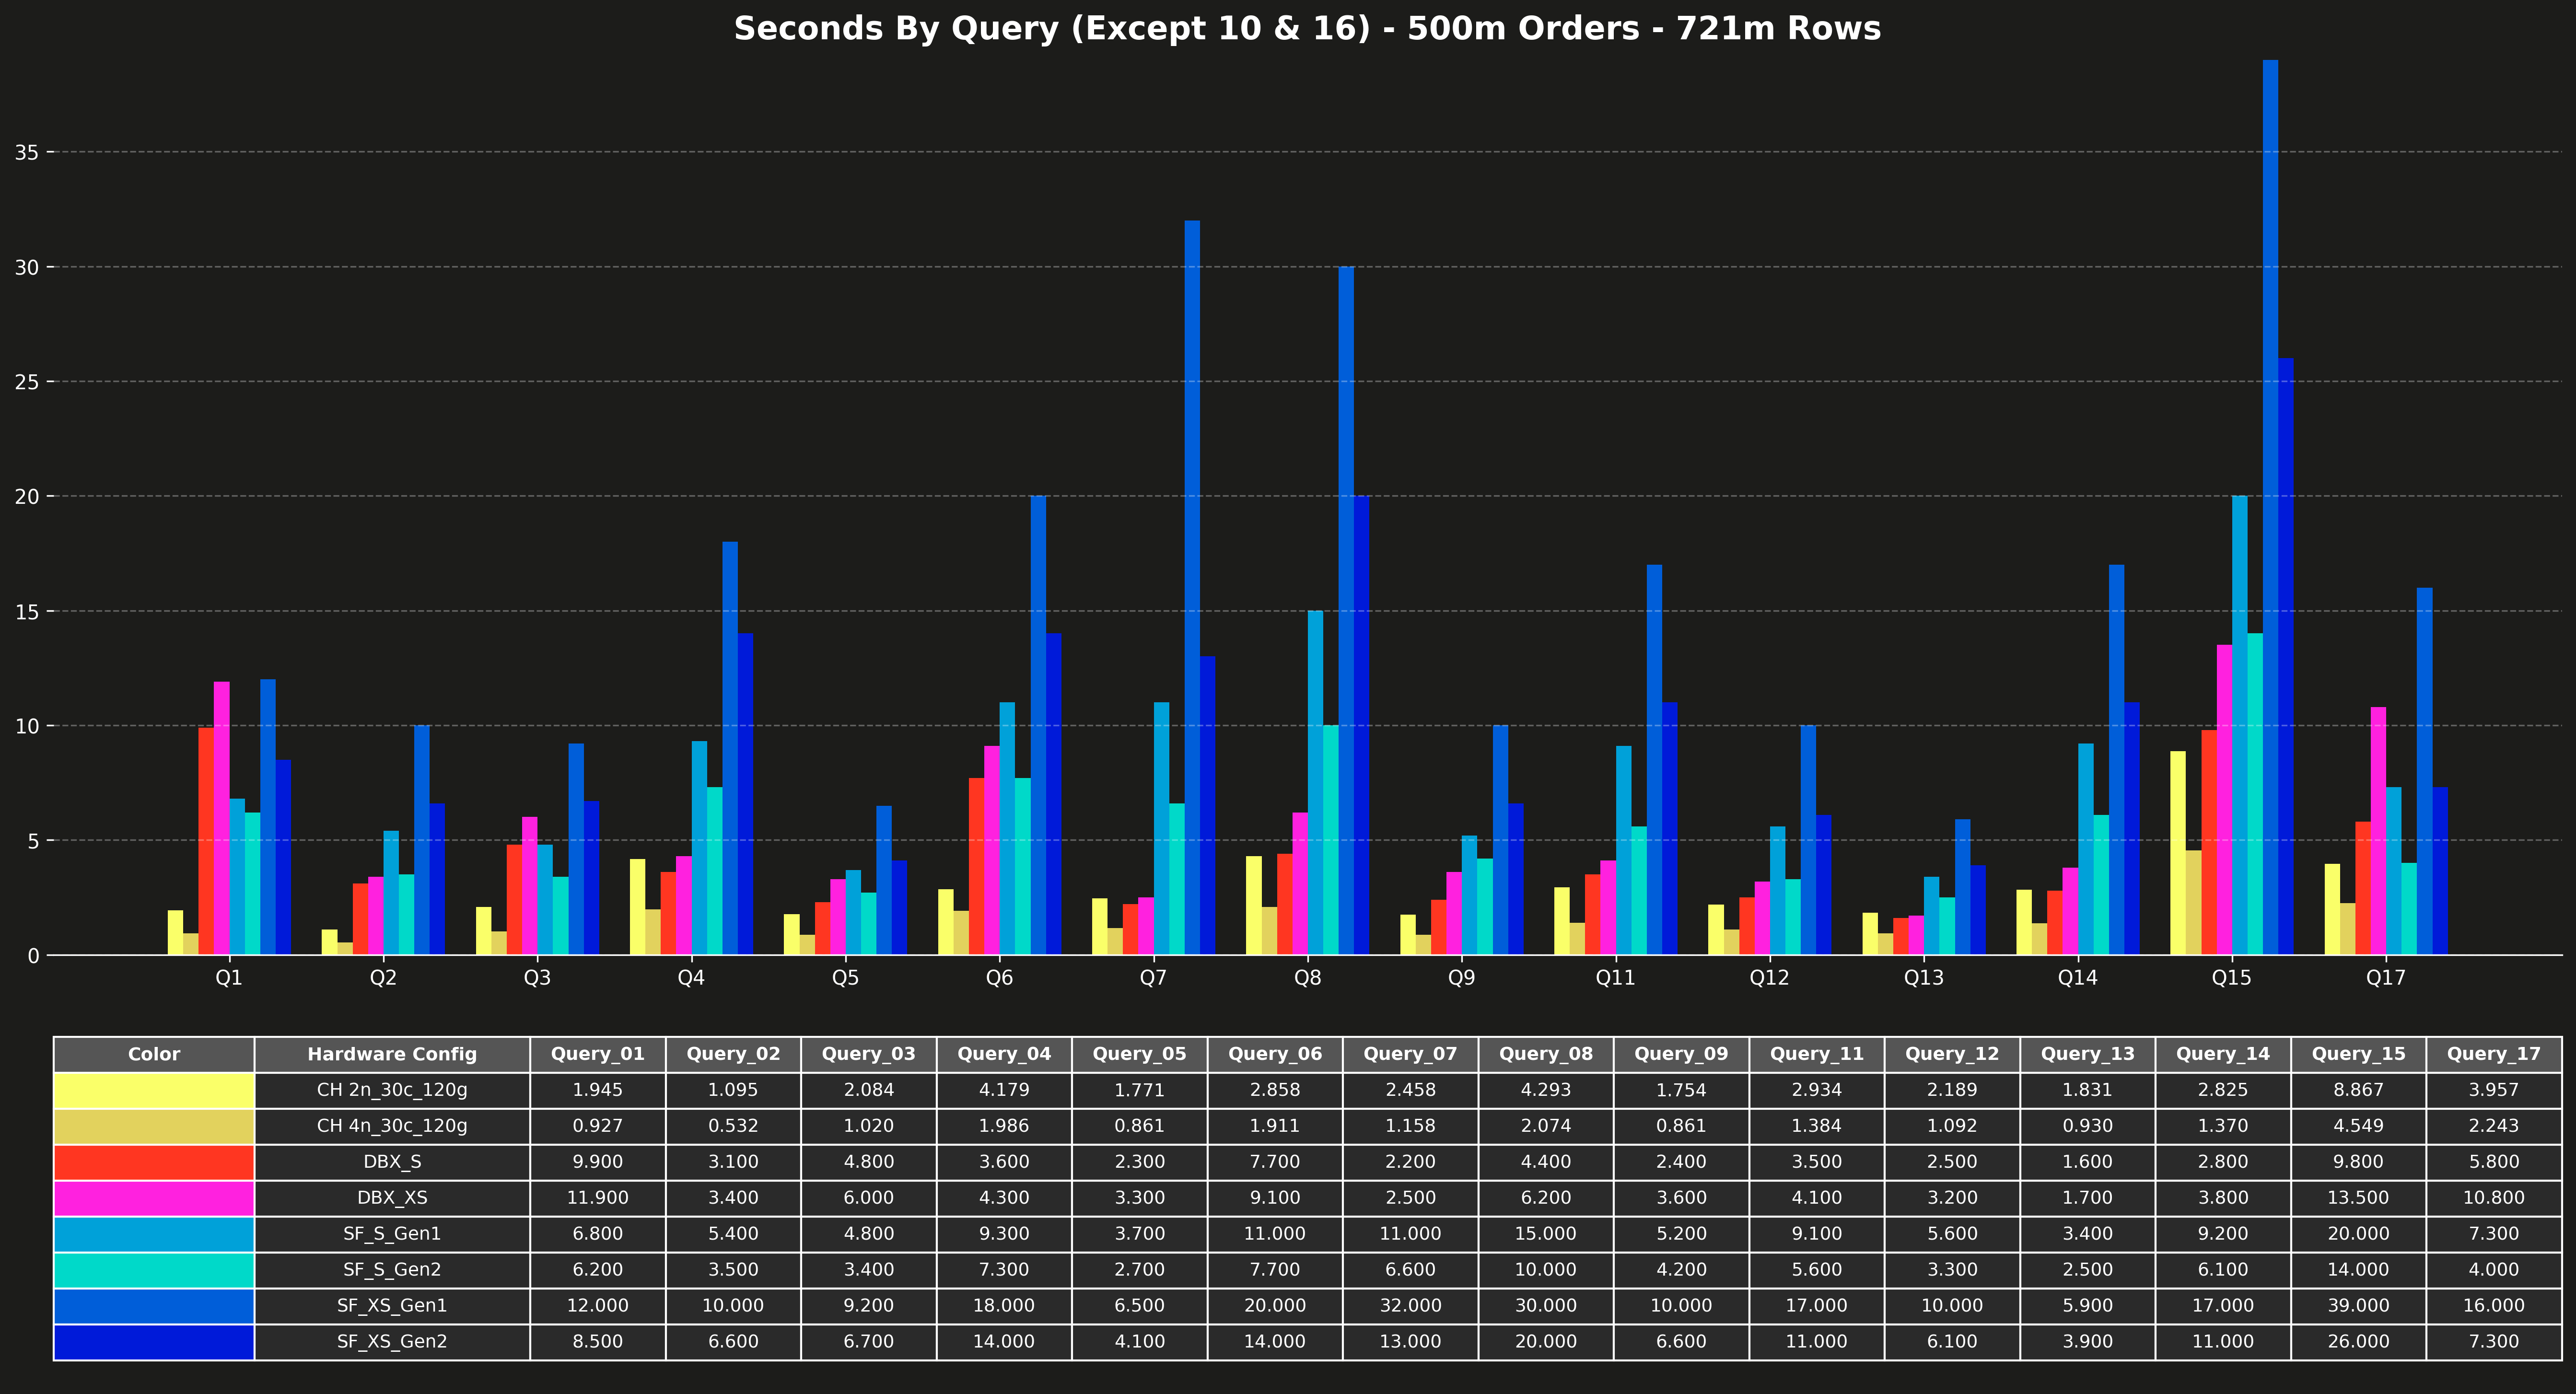 Seconds By Query (Except 10 & 16) - 500m Orders - 721m Rows
35
30
25
20
15
10
5
0
Q1 Q2 Q3 Q4 Q5 Q6 Q7 Q8 Q9 Q11 Q12 Q13 Q14 Q15 Q17
Color Hardware Config Query_01 Query_02 Query_03 Query_04 Query_05 Query_06 Query_07 Query_08 Query_09 Query_11 Query_12 Query_13 Query_14 Query_15 Query_17
CH 2n_30c_120g 1.945 1.095 2.084 4.179 1.771 2.858 2.458 4.293 1.754 2.934 2.189 1.831 2.825 8.867 3.957
CH 4n_30c_120g 0.927 0.532 1.020 1.986 0.861 1.911 1.158 2.074 0.861 1.384 1.092 0.930 1.370 4.549 2.243
DBX_S 9.900 3.100 4.800 3.600 2.300 7.700 2.200 4.400 2.400 3.500 2.500 1.600 2.800 9.800 5.800
DBX_XS 11.900 3.400 6.000 4.300 3.300 9.100 2.500 6.200 3.600 4.100 3.200 1.700 3.800 13.500 10.800
SF_S_Gen1 6.800 5.400 4.800 9.300 3.700 11.000 11.000 15.000 5.200 9.100 5.600 3.400 9.200 20.000 7.300
SF_S_Gen2 6.200 3.500 3.400 7.300 2.700 7.700 6.600 10.000 4.200 5.600 3.300 2.500 6.100 14.000 4.000
SF_XS_Gen1 12.000 10.000 9.200 18.000 6.500 20.000 32.000 30.000 10.000 17.000 10.000 5.900 17.000 39.000 16.000
SF_XS_Gen2 8.500 6.600 6.700 14.000 4.100 14.000 13.000 20.000 6.600 11.000 6.100 3.900 11.000 26.000 7.300